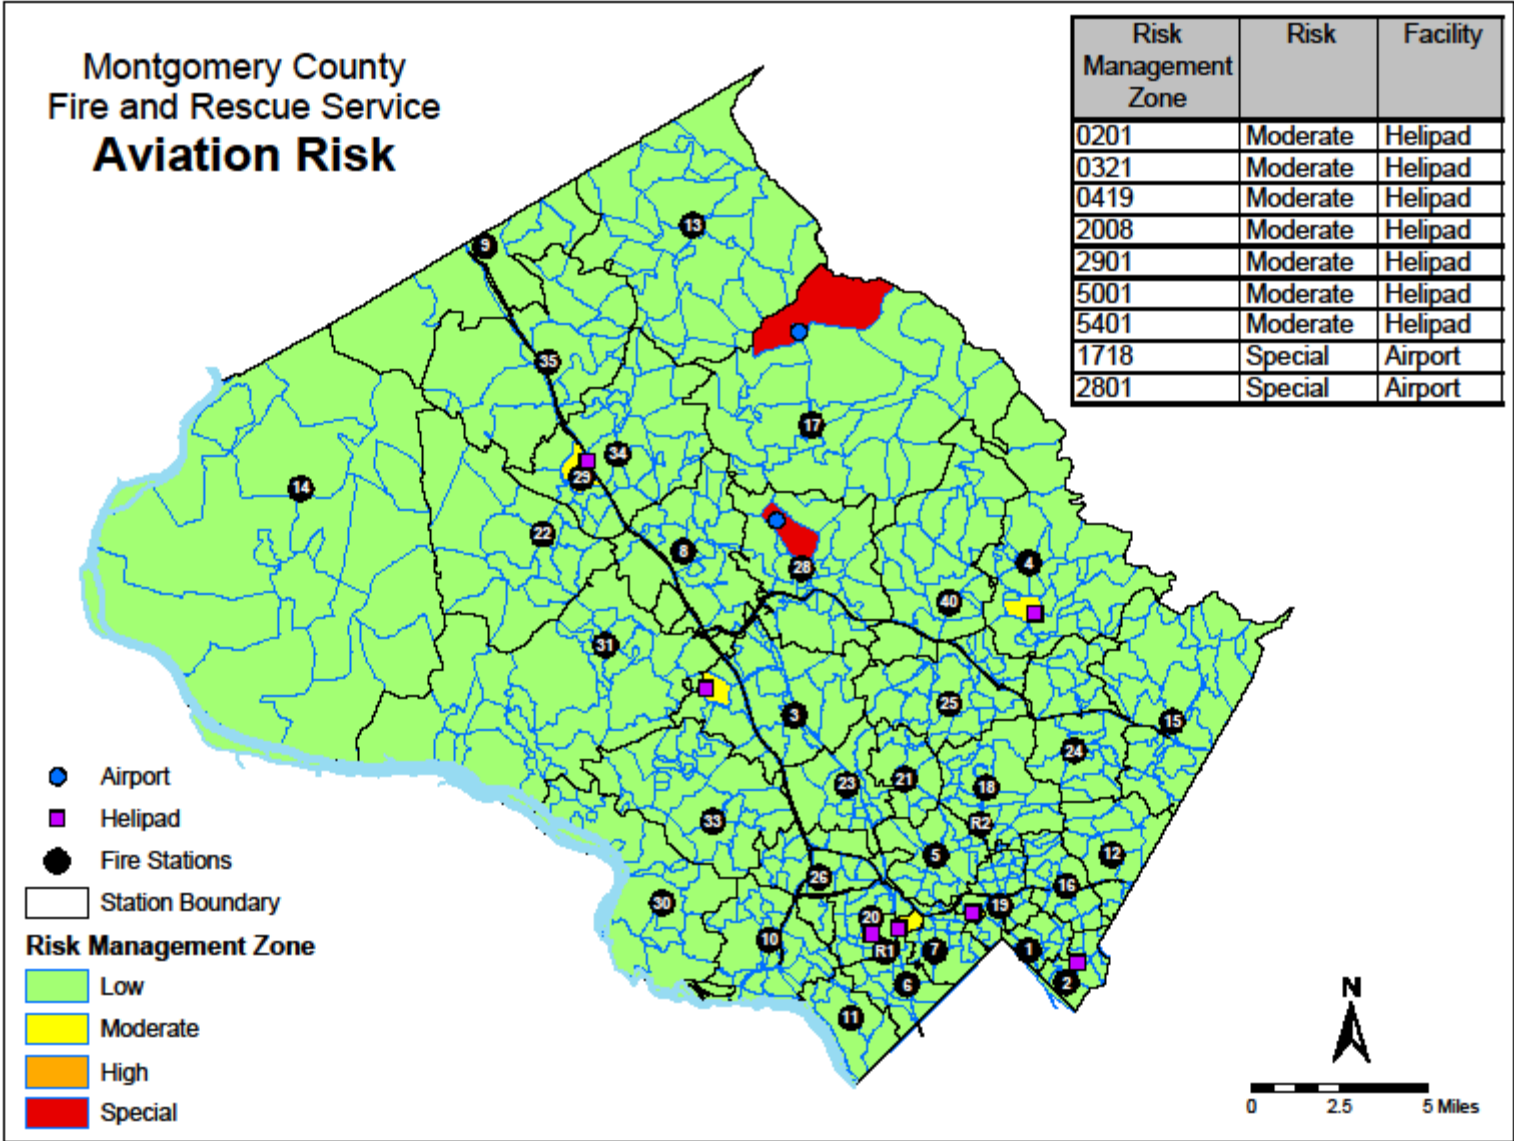 Montgomery County
Fire and Rescue Service
Aviation Risk
Risk Management Zone Risk Facility
0201 Moderate Helipad
0321 Moderate Helipad
0419 Moderate Helipad
2008 Moderate Helipad
2901 Moderate Helipad
5001 Moderate Helipad
5401 Moderate Helipad
1718 Special Airport
2801 Special Airport
13
9
35
17
34
29
14
22
8
28
4
40
31
3
25
15
24
23
21
18
33
R2
5
12
26
16
30
20
19
10
R1
7
1
6
2
11
Airport
Helipad
Fire Stations
Station Boundary
Risk Management Zone
Low
Moderate
High
Special
N
0 2.5 5 Miles